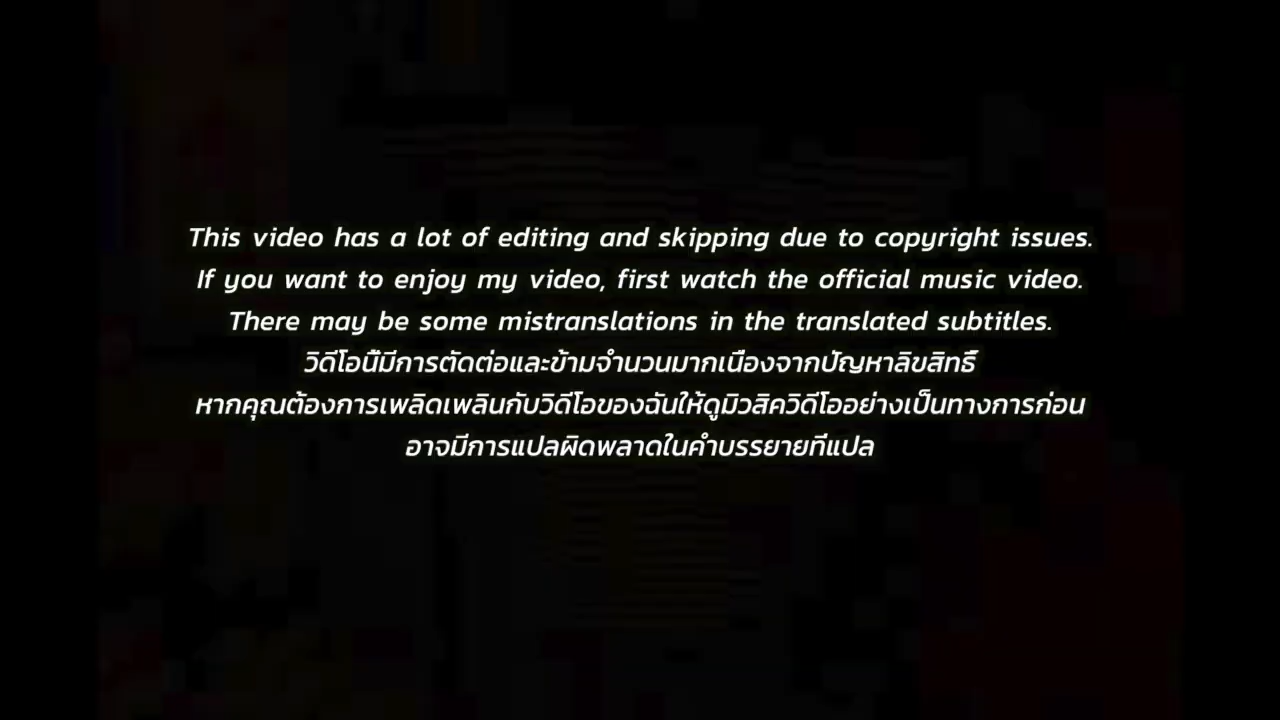 This video has a lot of editing and skipping due to copyright issues.
If you want to enjoy my video, first watch the official music video.
There may be some mistranslations in the translated subtitles.
วิดีโอนี้มีการตัดต่อและข้ามจำนวนมากเนื่องจากปัญหาลิขสิทธิ์
หากคุณต้องการเพลิดเพลินกับวิดีโอของฉันให้ดูมิวสิควิดีโออย่างเป็นทางการก่อน
อาจมีการแปลผิดพลาดในคำบรรยายที่แปล